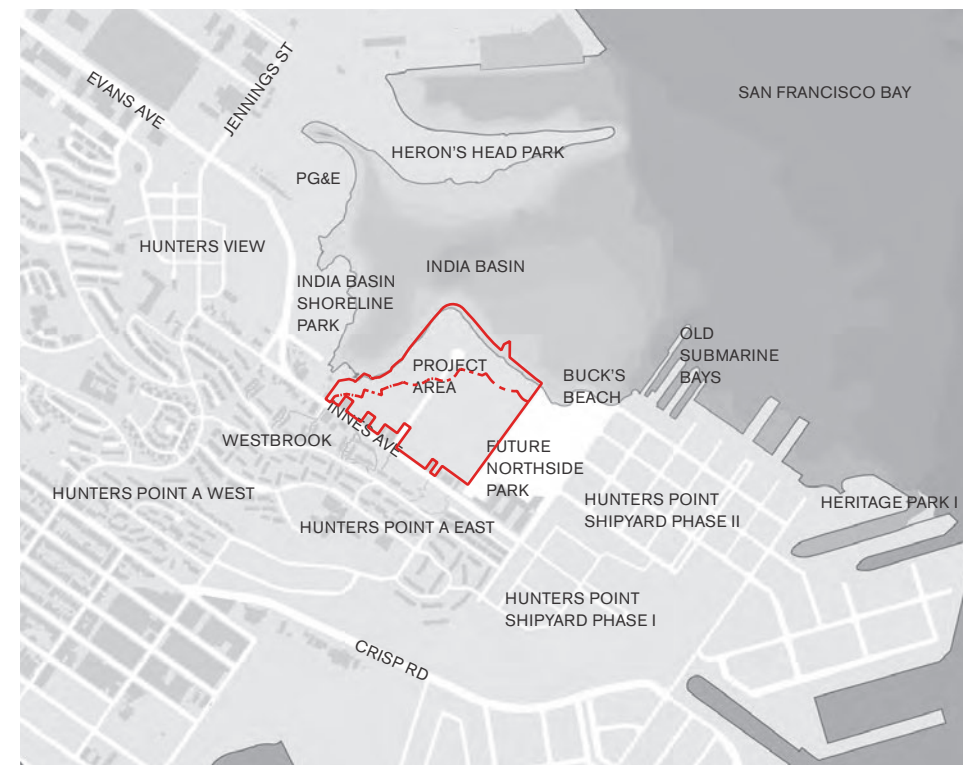 EVANS AVE
JENNINGS ST
SAN FRANCISCO BAY
HERON'S HEAD PARK
PG&E
HUNTERS VIEW
INDIA BASIN
INDIA BASIN
SHORELINE
PARK
OLD
SUBMARINE
BAYS
PROJECT
AREA
BUCK'S
BEACH
INNES AVE
WESTBROOK
FUTURE
NORTHSIDE
PARK
HUNTERS POINT A WEST
HUNTERS POINT
SHIPYARD PHASE II
HERITAGE PARK I
HUNTERS POINT A EAST
HUNTERS POINT
SHIPYARD PHASE I
CRISP RD